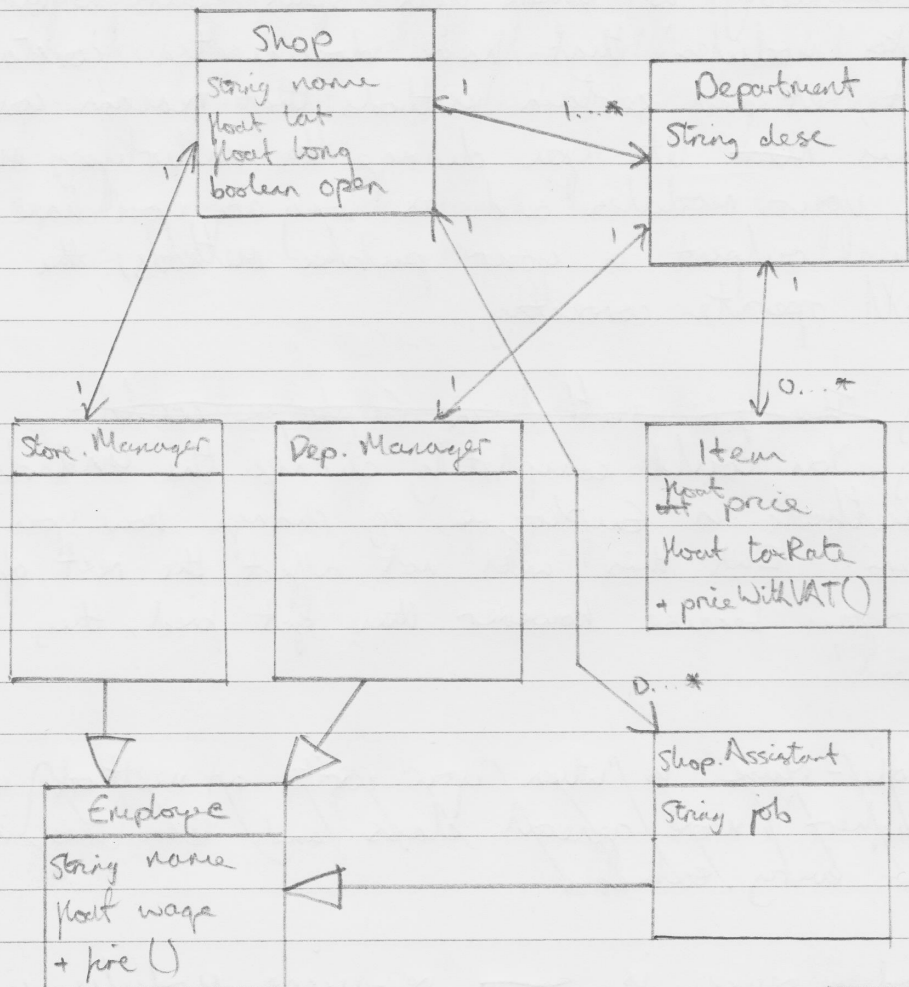 Shop
String name
float lat
float long
boolean open
1
1
1...*
1
1
Department
String desc
1
1
0...*
1
1
Store.Manager
Dep. Manager
Item
float price
float taxRate
+ priceWithVAT()
0...*
Shop.Assistant
String job
Employee
String name
float wage
+ fire ()